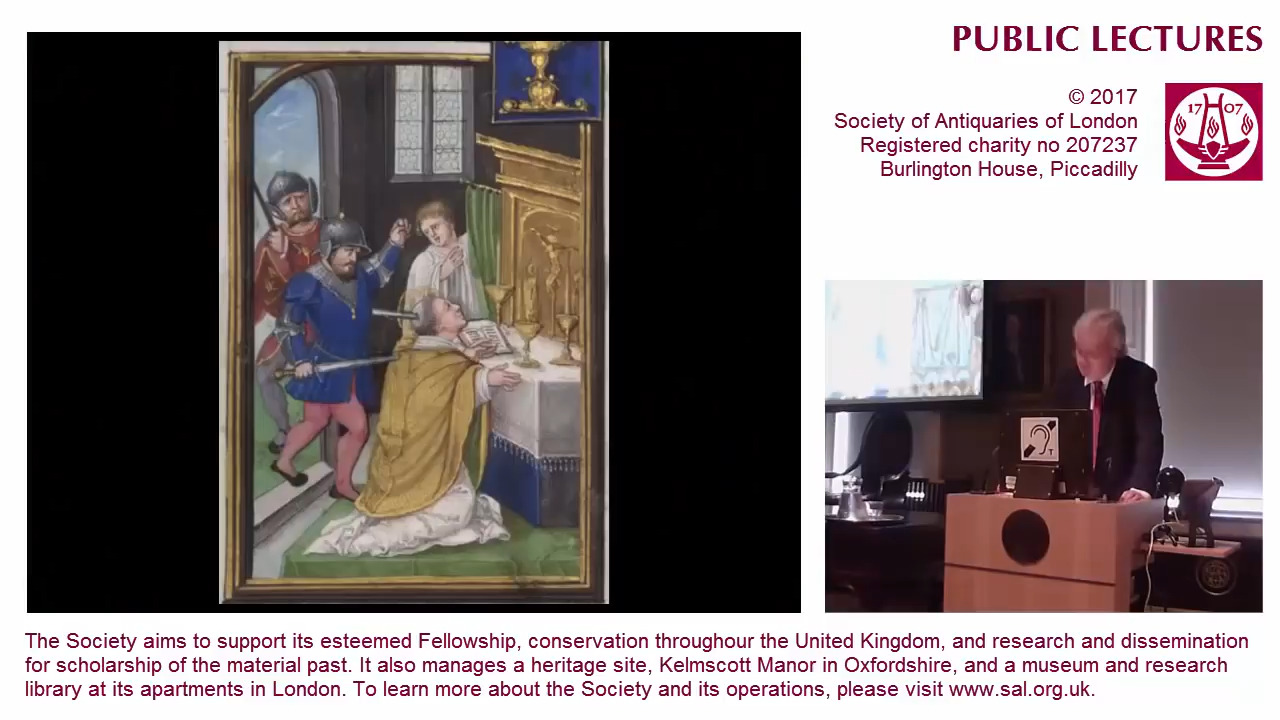 PUBLIC LECTURES
© 2017
Society of Antiquaries of London
Registered charity no 207237
Burlington House, Piccadilly
17 07
T
The Society aims to support its esteemed Fellowship, conservation throughour the United Kingdom, and research and dissemination
for scholarship of the material past. It also manages a heritage site, Kelmscott Manor in Oxfordshire, and a museum and research
library at its apartments in London. To learn more about the Society and its operations, please visit www.sal.org.uk.